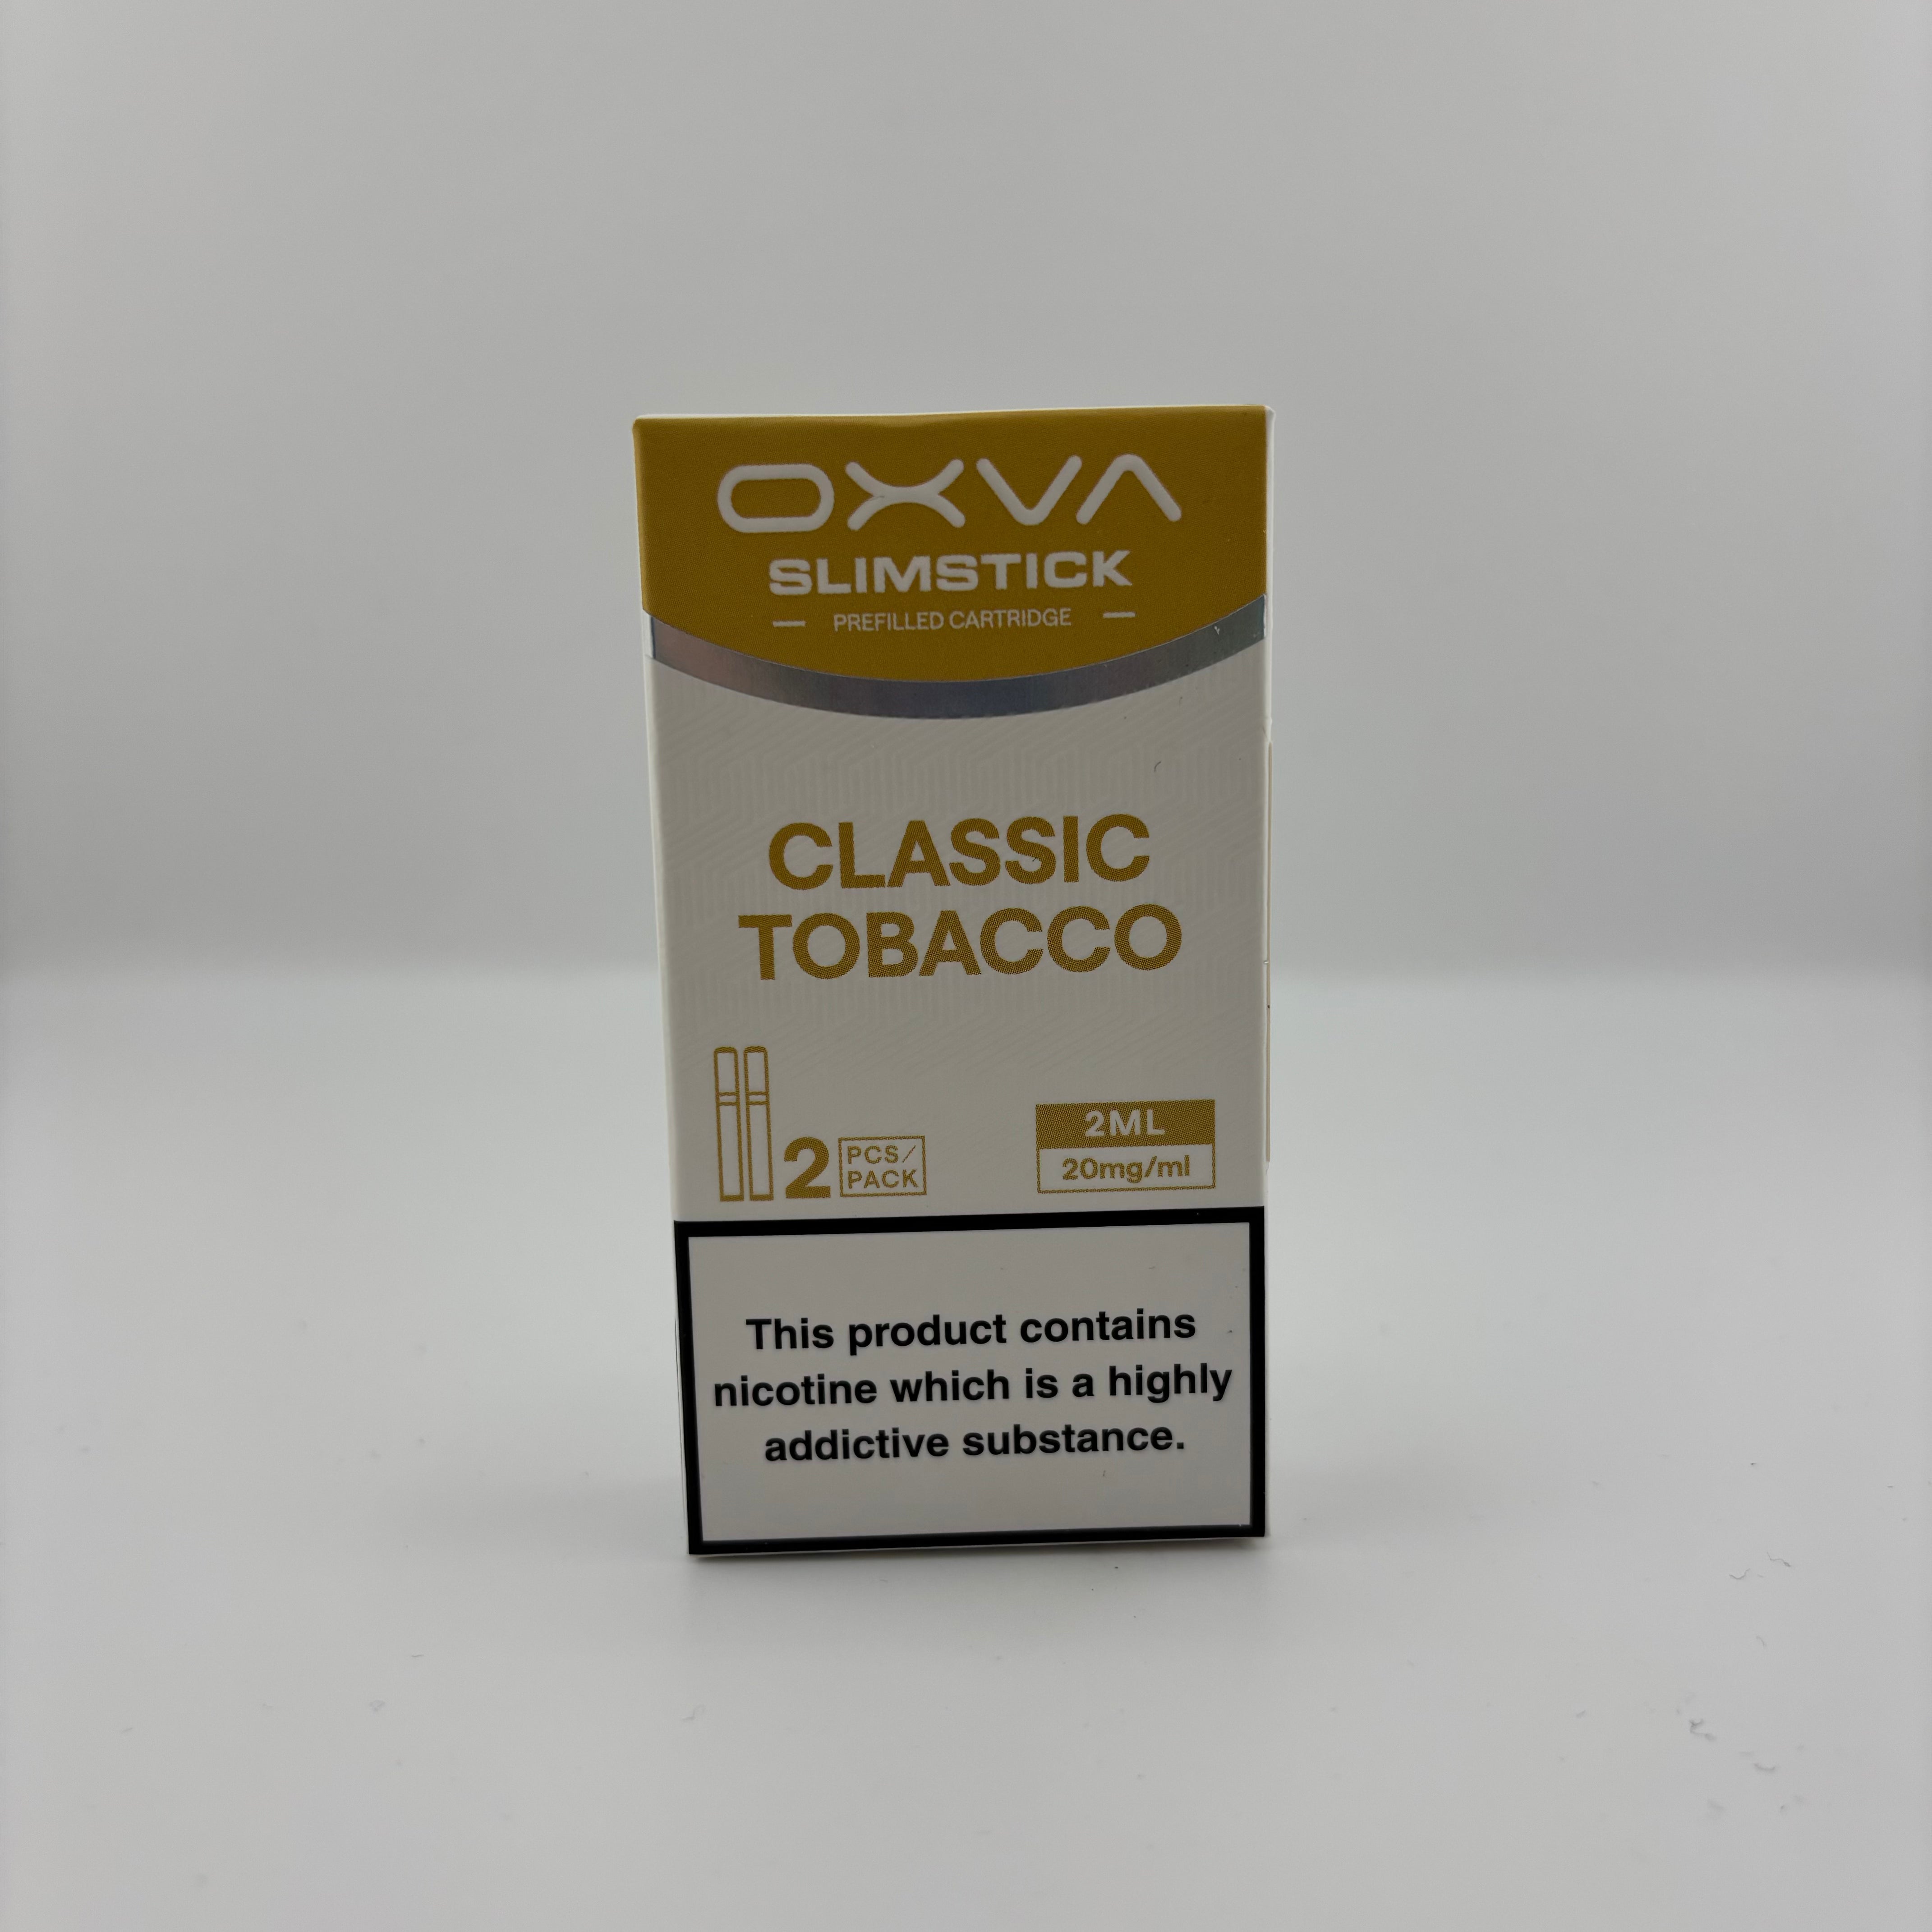 OXVA
SLIMSTICK
PREFILLED CARTRIDGE
CLASSIC
TOBACCO
2 PCS/
PACK
2ML
20mg/ml
This product contains
nicotine which is a highly
addictive substance.